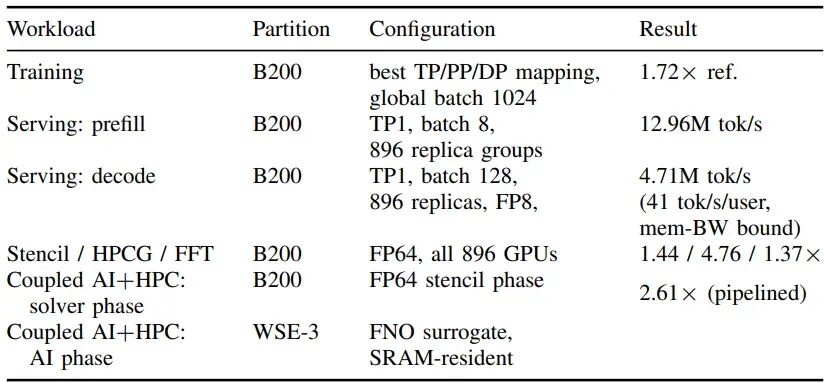 Workload Partition Configuration Result
Training B200 best TP/PP/DP mapping, 1.72× ref.
global batch 1024
Serving: prefill B200 TP1, batch 8, 12.96M tok/s
896 replica groups
Serving: decode B200 TP1, batch 128, 4.71M tok/s
896 replicas, FP8, (41 tok/s/user,
mem-BW bound)
Stencil / HPCG / FFT B200 FP64, all 896 GPUs 1.44 / 4.76 / 1.37×
Coupled AI+HPC: B200 FP64 stencil phase
solver phase 2.61× (pipelined)
Coupled AI+HPC: WSE-3 FNO surrogate,
AI phase SRAM-resident